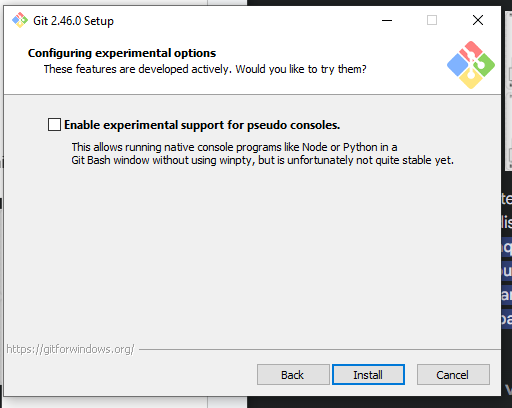 Git 2.46.0 Setup
Configuring experimental options
These features are developed actively. Would you like to try them?
Enable experimental support for pseudo consoles.
This allows running native console programs like Node or Python in a
Git Bash window without using winpty, but is unfortunately not quite stable yet.
https://gitforwindows.org/
Back
Install
Cancel